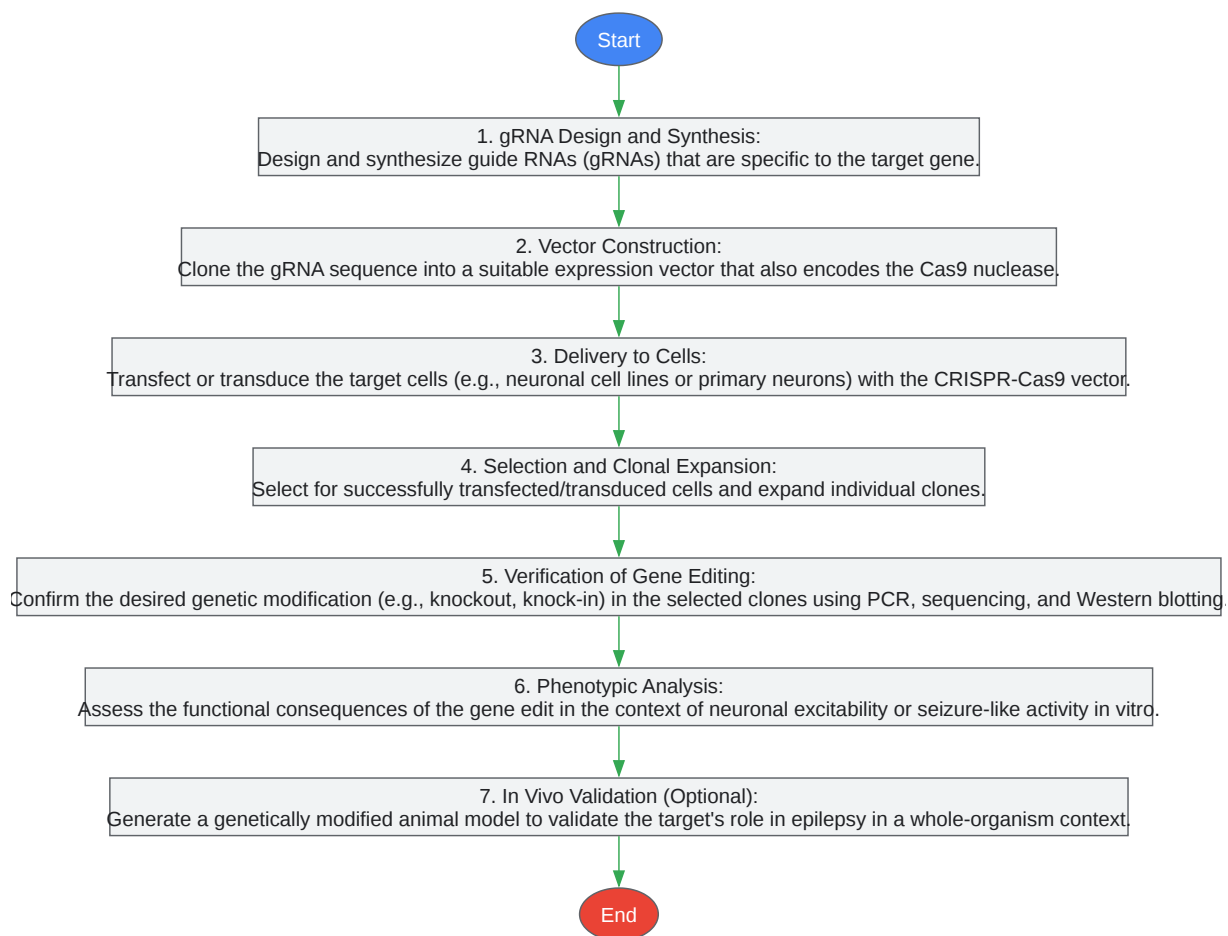 Start
1. gRNA Design and Synthesis:
Design and synthesize guide RNAs (gRNAs) that are specific to the target gene.
2. Vector Construction:
Clone the gRNA sequence into a suitable expression vector that also encodes the Cas9 nuclease.
3. Delivery to Cells:
Transfect or transduce the target cells (e.g., neuronal cell lines or primary neurons) with the CRISPR-Cas9 vector.
4. Selection and Clonal Expansion:
Select for successfully transfected/transduced cells and expand individual clones.
5. Verification of Gene Editing:
Confirm the desired genetic modification (e.g., knockout, knock-in) in the selected clones using PCR, sequencing, and Western blotting.
6. Phenotypic Analysis:
Assess the functional consequences of the gene edit in the context of neuronal excitability or seizure-like activity in vitro.
7. In Vivo Validation (Optional):
Generate a genetically modified animal model to validate the target's role in epilepsy in a whole-organism context.
End